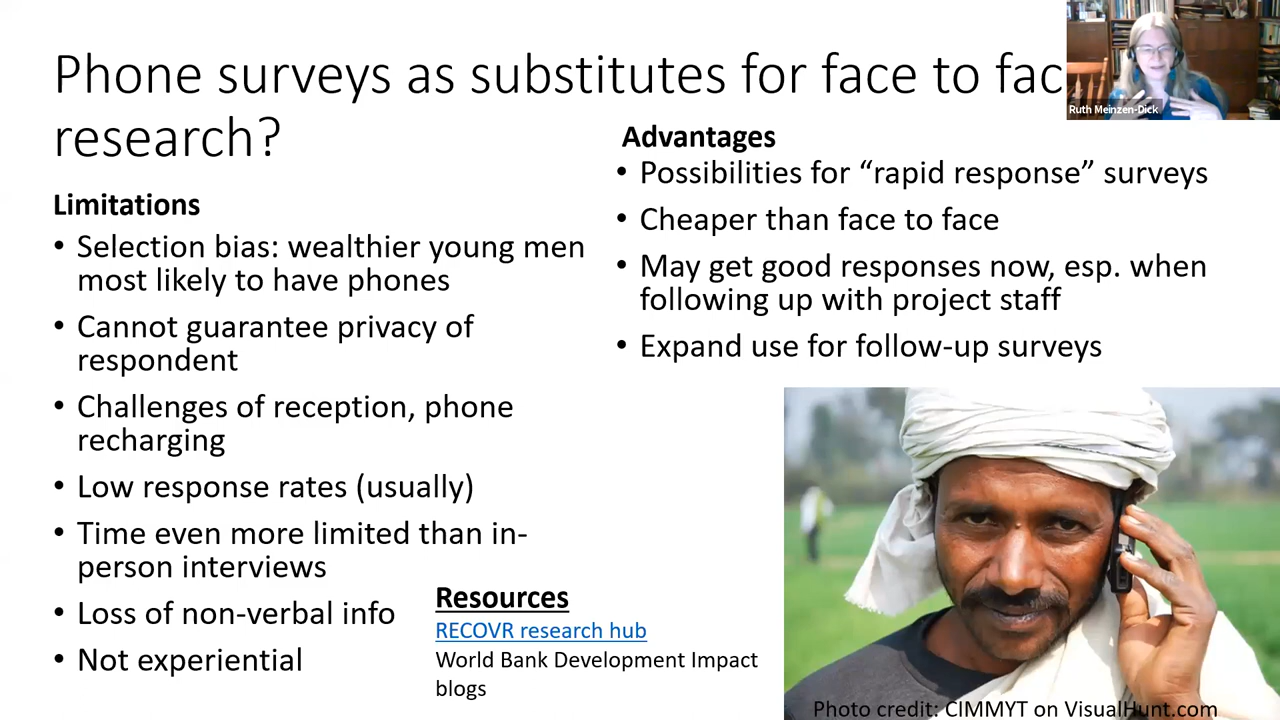 Phone surveys as substitutes for face to fac
research?
Ruth Meinzen-Dick
Limitations
• Selection bias: wealthier young men
most likely to have phones
• Cannot guarantee privacy of
respondent
• Challenges of reception, phone
recharging
• Low response rates (usually)
• Time even more limited than in-
person interviews
• Loss of non-verbal info
• Not experiential
Advantages
• Possibilities for “rapid response” surveys
• Cheaper than face to face
• May get good responses now, esp. when
following up with project staff
• Expand use for follow-up surveys
Resources
RECOVR research hub
World Bank Development Impact
blogs
Photo credit: CIMMYT on VisualHunt.com